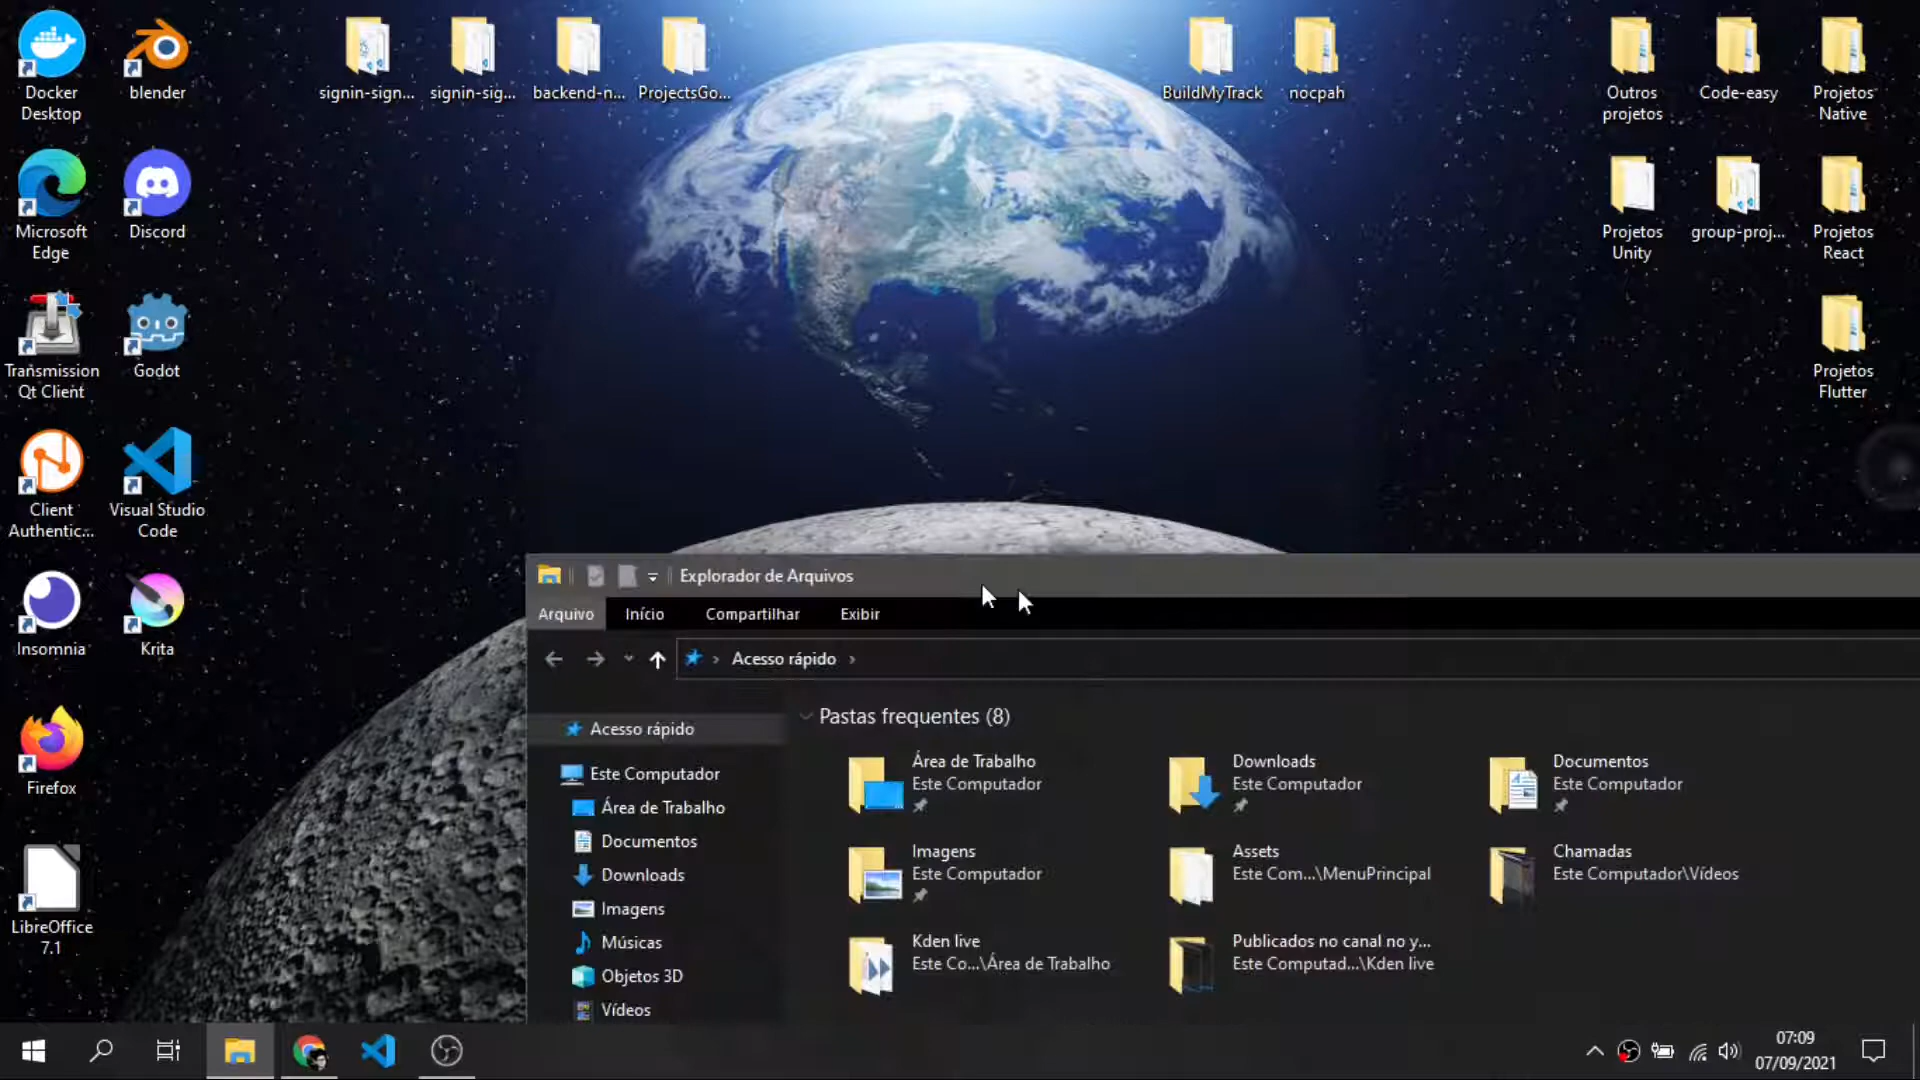 Docker
Desktop
blender
signin-sign...
signin-sig...
backend-n...
ProjectsGo...
BuildMyTrack
nocpah
Outros
projetos
Code-easy
Projetos
Native
Microsoft
Edge
Discord
Projetos
Unity
group-proj...
Projetos
React
Transmission
Qt Client
Godot
Projetos
Flutter
Client
Authentic...
Visual Studio
Code
Insomnia
Krita
Firefox
LibreOffice
7.1
Explorador de Arquivos
Arquivo Início Compartilhar Exibir
Acesso rápido
Acesso rápido
Este Computador
Área de Trabalho
Documentos
Downloads
Imagens
Músicas
Objetos 3D
Vídeos
Pastas frequentes (8)
Área de Trabalho
Este Computador
Downloads
Este Computador
Documentos
Este Computador
Imagens
Este Computador
Assets
Este Com...\MenuPrincipal
Chamadas
Este Computador\Vídeos
Kden live
Este Co...\Área de Trabalho
Publicados no canal no y...
Este Computad...\Kden live
07:09
07/09/2021